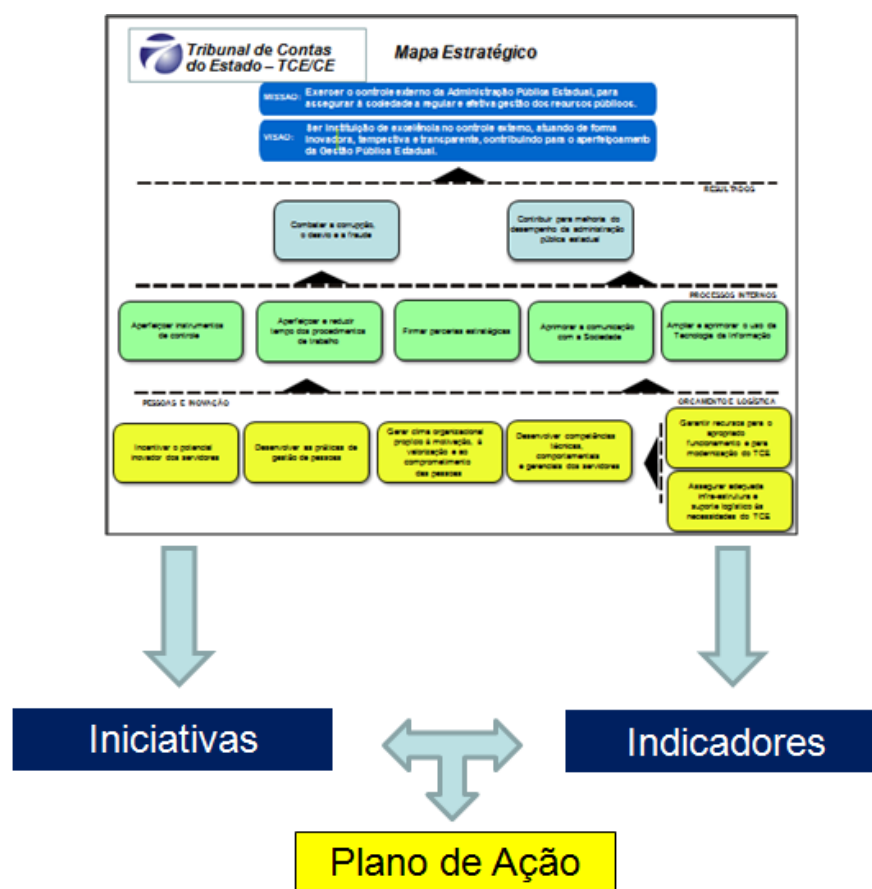 Tribunal de Contas
do Estado – TCE/CE
Mapa Estratégico
MISSÃO: Exercer o controle externo da Administração Pública Estadual, para
assegurar à sociedade a regular e efetiva gestão dos recursos públicos.
VISÃO: Ser Instituição de excelência no controle externo, atuando de forma
inovadora, tempestiva e transparente, contribuindo para o aperfeiçoamento
da Gestão Pública Estadual.
RESULTADOS
Combater a corrupção,
o desvio e a fraude
Contribuir para melhoria do
desempenho da administração
pública estadual
PROCESSOS INTERNOS
Aperfeiçoar instrumentos
de controle
Aperfeiçoar e reduzir
tempo dos procedimentos
de trabalho
Firmar parcerias estratégicas
Aprimorar a comunicação
com a Sociedade
Ampliar e aprimorar o uso da
Tecnologia da Informação
PESSOAS E INOVAÇÃO
ORÇAMENTO E LOGÍSTICA
Incentivar o potencial
inovador dos servidores
Desenvolver as práticas de
gestão de pessoas
Gerar clima organizacional
propício à motivação, à
valorização e ao
comprometimento
das pessoas
Desenvolver competências
técnicas,
comportamentais
e gerenciais dos servidores
Garantir recursos para o
apropriado
funcionamento e para
modernização do TCE
Assegurar adequada
infra-estrutura e
suporte logístico às
necessidades do TCE
Iniciativas
Indicadores
Plano de Ação